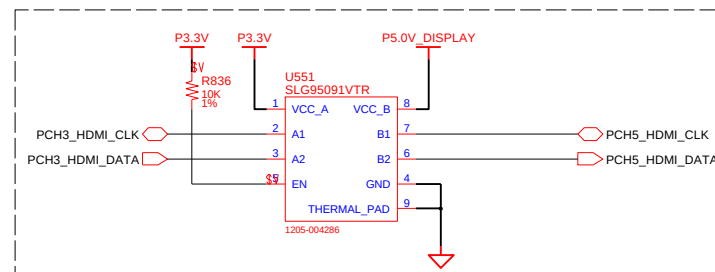 P3.3V P3.3V P5.0V_DISPLAY
U551
SLG95091VTR
R836
10K
1%
1 VCC_A VCC_B 8
PCH3_HDMI_CLK 2 A1 B1 7 PCH5_HDMI_CLK
PCH3_HDMI_DATA 3 A2 B2 6 PCH5_HDMI_DATA
5 EN GND 4
THERMAL_PAD 9
1205-004286